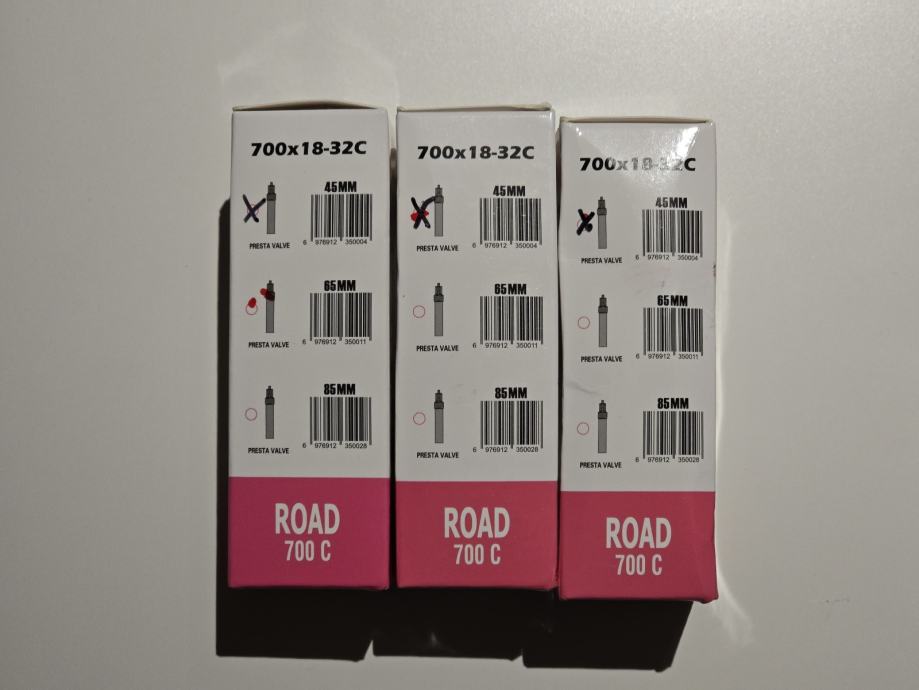 700x18-32C
45MM
6 976912 350004
PRESTA VALVE
65MM
6 976912 350011
PRESTA VALVE
85MM
6 976912 350028
PRESTA VALVE
ROAD
700 C
700x18-32C
45MM
6 976912 350004
PRESTA VALVE
65MM
6 976912 350011
PRESTA VALVE
85MM
6 976912 350028
PRESTA VALVE
ROAD
700 C
700x18-32C
45MM
6 976912 350004
PRESTA VALVE
65MM
6 976912 350011
PRESTA VALVE
85MM
6 976912 350028
PRESTA VALVE
ROAD
700 C